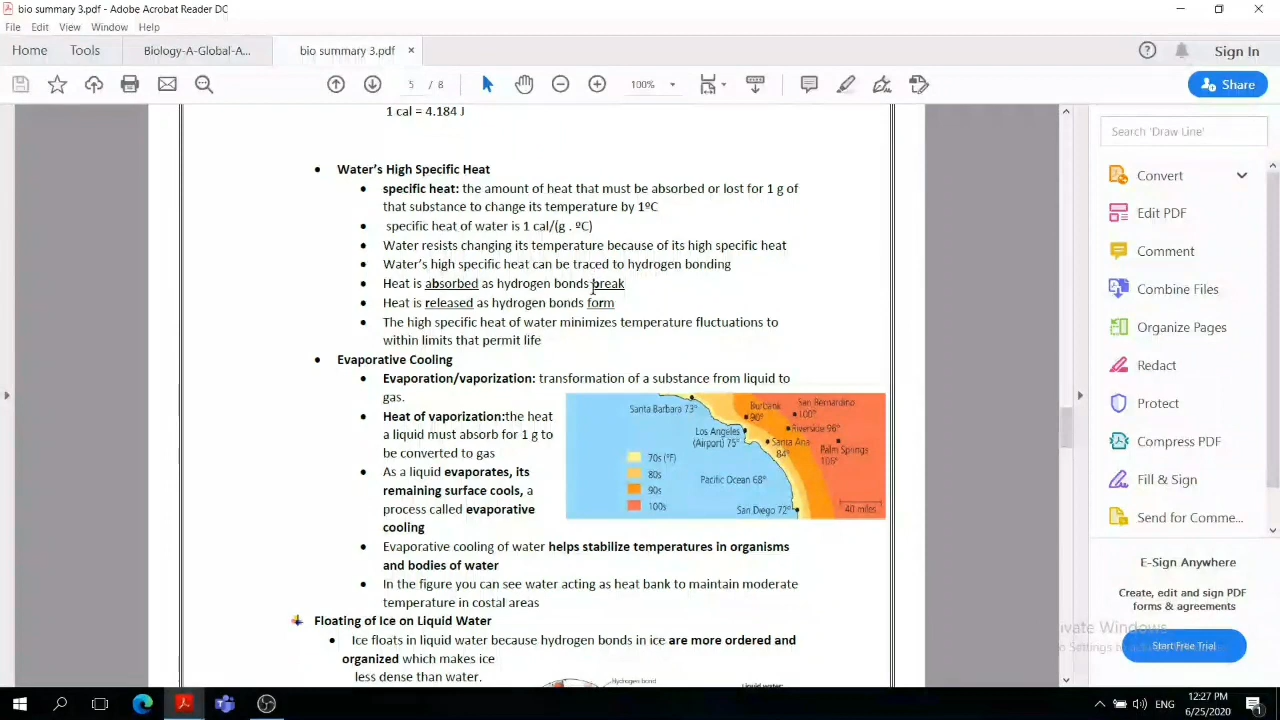 bio summary 3.pdf - Adobe Acrobat Reader DC
File Edit View Window Help
Home Tools Biology-A-Global-A... bio summary 3.pdf × Sign In
5 / 8 100% Share
1 cal = 4.184 J
Water's High Specific Heat
specific heat: the amount of heat that must be absorbed or lost for 1 g of
that substance to change its temperature by 1ºC
specific heat of water is 1 cal/(g . ºC)
Water resists changing its temperature because of its high specific heat
Water's high specific heat can be traced to hydrogen bonding
Heat is absorbed as hydrogen bonds break
Heat is released as hydrogen bonds form
The high specific heat of water minimizes temperature fluctuations to
within limits that permit life
Evaporative Cooling
Evaporation/vaporization: transformation of a substance from liquid to
gas.
Heat of vaporization:the heat
a liquid must absorb for 1 g to
be converted to gas
As a liquid evaporates, its
remaining surface cools, a
process called evaporative
cooling
Santa Barbara 73°
Burbank
90°
San Bernardino
100°
Los Angeles
(Airport) 75°
Riverside 96°
Santa Ana
84°
Palm Springs
106°
70s (°F)
80s
90s
100s
Pacific Ocean 68°
San Diego 72°
40 miles
Evaporative cooling of water helps stabilize temperatures in organisms
and bodies of water
In the figure you can see water acting as heat bank to maintain moderate
temperature in costal areas
Floating of Ice on Liquid Water
Ice floats in liquid water because hydrogen bonds in ice are more ordered and
organized which makes ice
less dense than water.
Hydrogen bond
Liquid water:
Search 'Draw Line'
Convert
Edit PDF
Comment
Combine Files
Organize Pages
Redact
Protect
Compress PDF
Fill & Sign
Send for Comme...
E-Sign Anywhere
Create, edit and sign PDF
forms & agreements
Start Free Trial
vate Windows
ENG
12:27 PM
6/25/2020